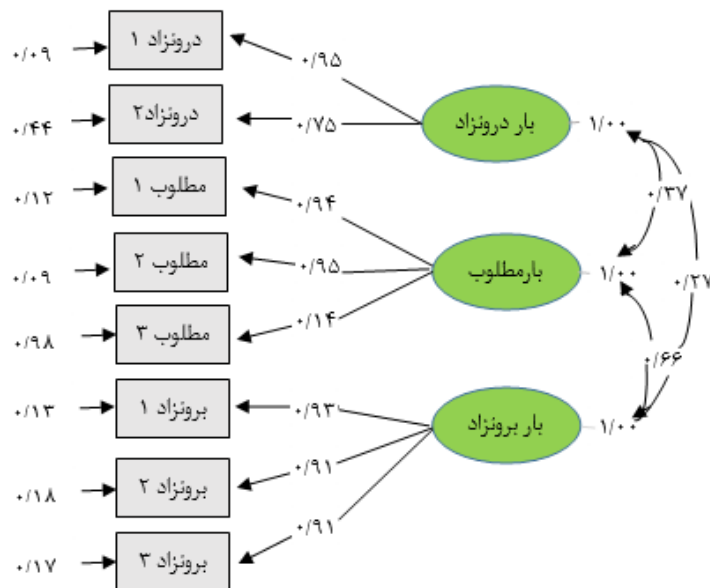 درونزاد ۱
۰/۰۹
۰/۹۵
درونزاد۲
۰/۴۴
۰/۷۵
بار درونزاد
۱/۰۰
مطلوب ۱
۰/۱۲
۰/۹۴
۰/۳۷
مطلوب ۲
۰/۰۹
۰/۹۵
بارمطلوب
۱/۰۰
۰/۲۷
مطلوب ۳
۰/۹۸
۰/۱۴
۰/۶۶
برونزاد ۱
۰/۱۳
۰/۹۳
بار برونزاد
۱/۰۰
برونزاد ۲
۰/۱۸
۰/۹۱
برونزاد ۳
۰/۱۷
۰/۹۱